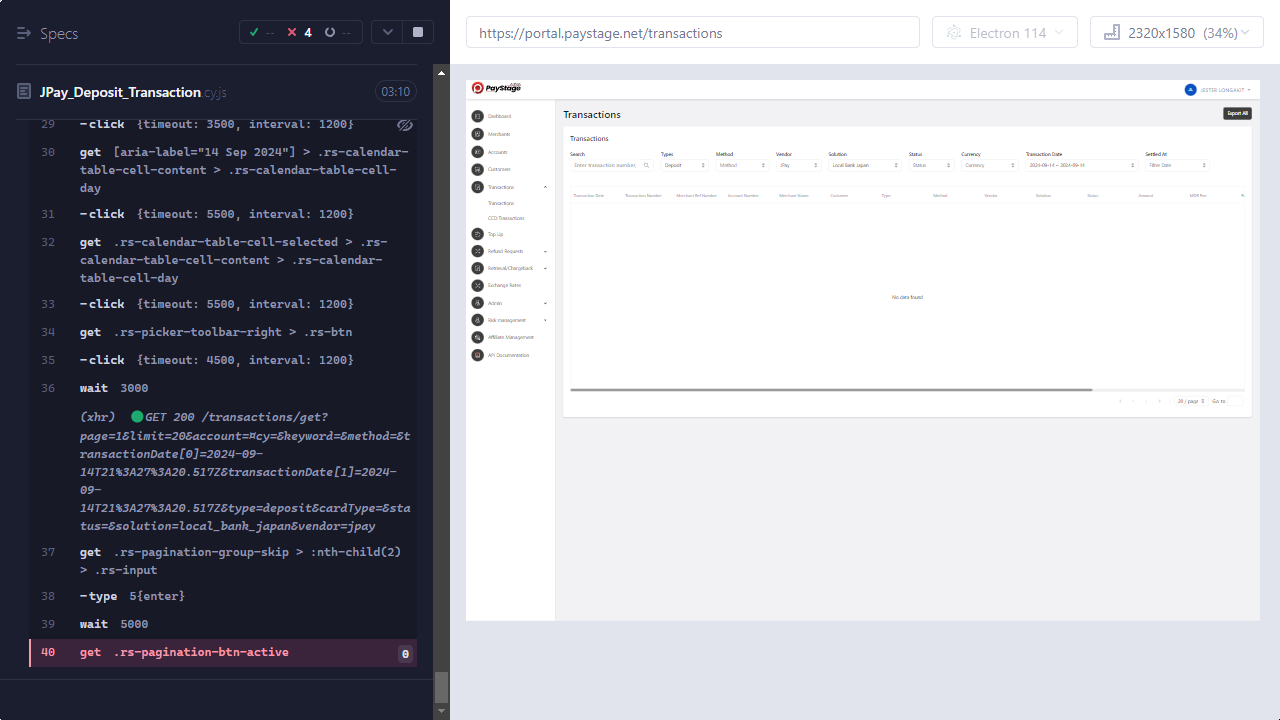 Specs
--
4
--
https://portal.paystage.net/transactions
Electron 114
2320x1580 (34%)
JPay_Deposit_Transaction.cy.js
03:10
29 -click {timeout: 3500, interval: 1200}
30 get [aria-label="14 Sep 2024"] > .rs-calendar-
table-cell-content > .rs-calendar-table-cell-
day
31 -click {timeout: 5500, interval: 1200}
32 get .rs-calendar-table-cell-selected > .rs-
calendar-table-cell-content > .rs-calendar-
table-cell-day
33 -click {timeout: 5500, interval: 1200}
34 get .rs-picker-toolbar-right > .rs-btn
35 -click {timeout: 4500, interval: 1200}
36 wait 3000
(xhr) GET 200 /transactions/get?
page=1&limit=20&account=¤cy=&keyword=&method=&t
ransactionDate[0]=2024-09-
14T21%3A27%3A20.517Z&transactionDate[1]=2024-
09-
14T21%3A27%3A20.517Z&type=deposit&cardType=&sta
tus=&solution=local_bank_japan&vendor=jpay
37 get .rs-pagination-group-skip > :nth-child(2)
> .rs-input
38 -type 5{enter}
39 wait 5000
40 get .rs-pagination-btn-active 0
PayStage
JESTER LONGAKIT
Dashboard
Merchants
Accounts
Customers
Transactions
Transactions
CCD Transactions
Top Up
Refund Requests
Retrieval/Chargeback
Exchange Rates
Admin
Risk management
Affiliate Management
API Documentation
Transactions
Export All
Transactions
Search Types Method Vendor Solution Status Currency Transaction Date Settled At
Enter transaction number, Deposit Method JPay Local Bank Japan Status Currency 2024-09-14 ~ 2024-09-14 Filter Date
Transaction Date Transaction Number Merchant Ref Number Account Number Merchant Name Customer Type Method Vendor Solution Status Amount MDR Rate
No data found
20 / page Go to